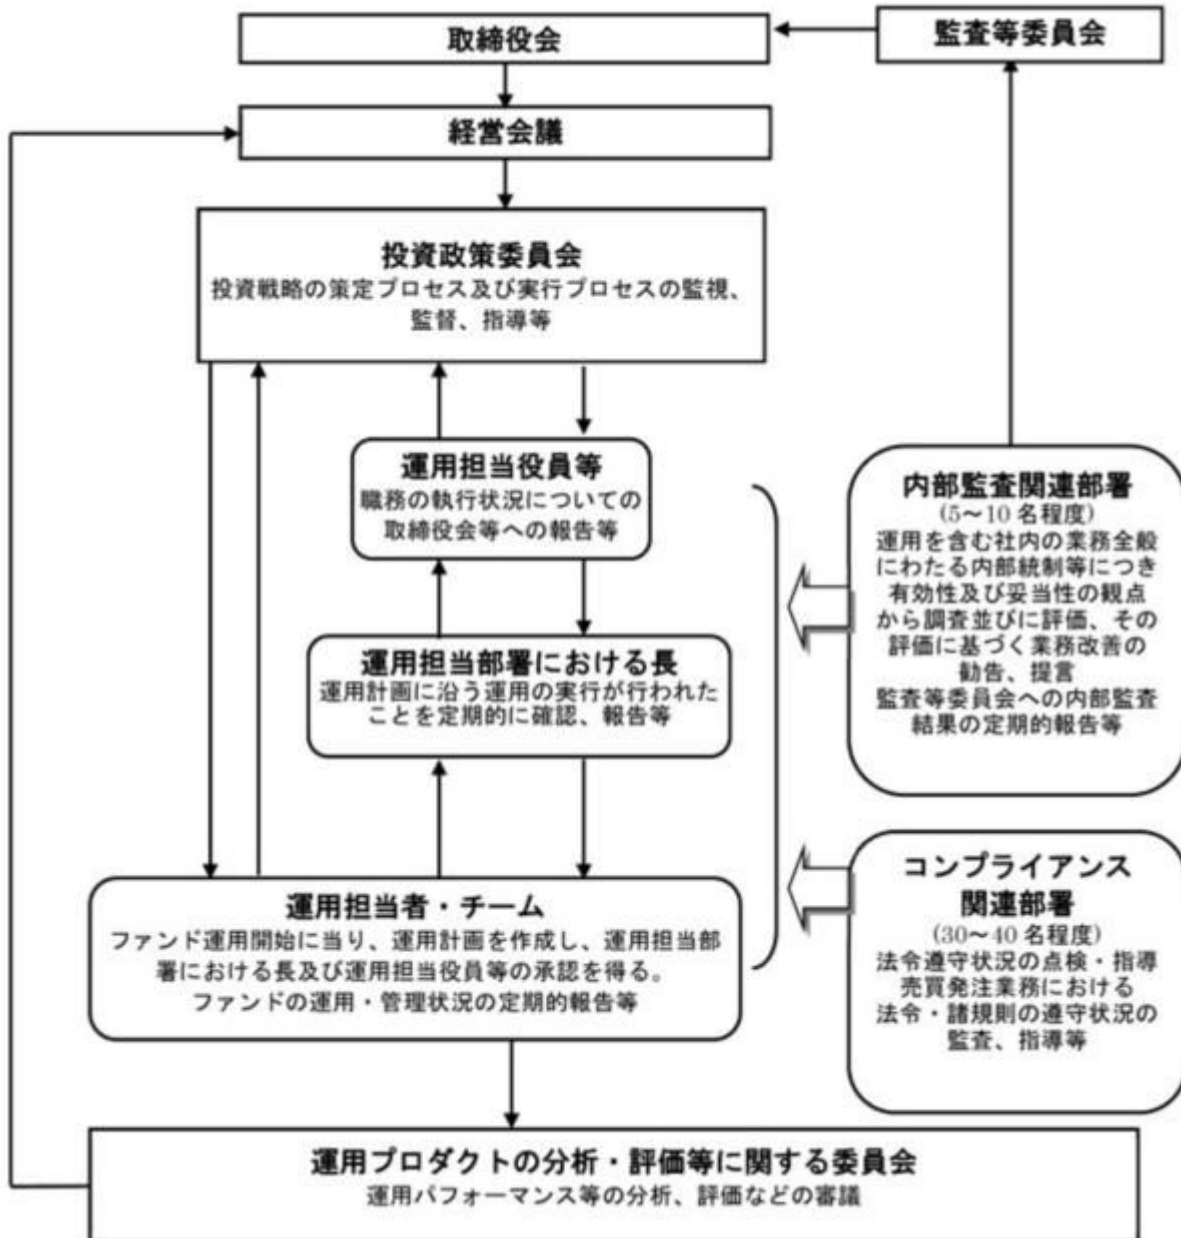 取締役会
監査等委員会
経営会議
投資政策委員会
投資戦略の策定プロセス及び実行プロセスの監視、
監督、指導等
運用担当役員等
職務の執行状況についての
取締役会等への報告等
運用担当部署における長
運用計画に沿う運用の実行が行われた
ことを定期的に確認、報告等
内部監査関連部署
(5～10 名程度)
運用を含む社内の業務全般
にわたる内部統制等につき
有効性及び妥当性の観点
から調査並びに評価、その
評価に基づく業務改善の
勧告、提言
監査等委員会への内部監査
結果の定期的報告等
運用担当者・チーム
ファンド運用開始に当り、運用計画を作成し、運用担当部
署における長及び運用担当役員等の承認を得る。
ファンドの運用・管理状況の定期的報告等
コンプライアンス
関連部署
(30～40 名程度)
法令遵守状況の点検・指導
売買発注業務における
法令・諸規則の遵守状況の
監査、指導等
運用プロダクトの分析・評価等に関する委員会
運用パフォーマンス等の分析、評価などの審議